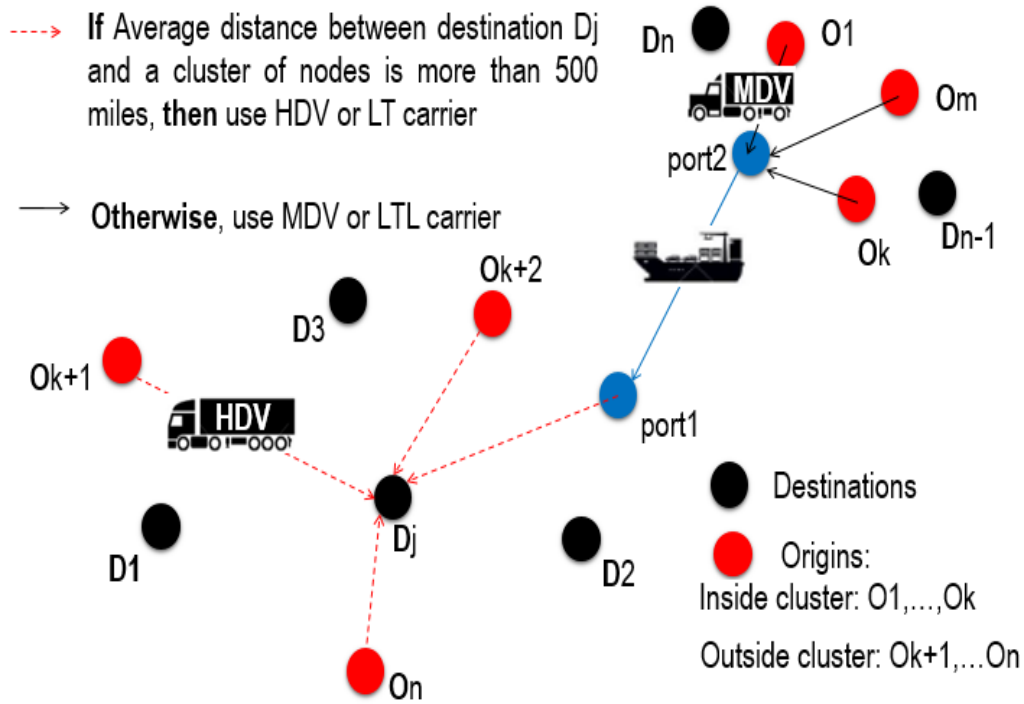 If Average distance between destination Dj
and a cluster of nodes is more than 500
miles, then use HDV or LT carrier
Otherwise, use MDV or LTL carrier
Dn
O1
MDV
Om
port2
Ok
Dn-1
Ok+2
D3
Ok+1
HDV
port1
Dj
D1
D2
On
Destinations
Origins:
Inside cluster: O1,...,Ok
Outside cluster: Ok+1,...On